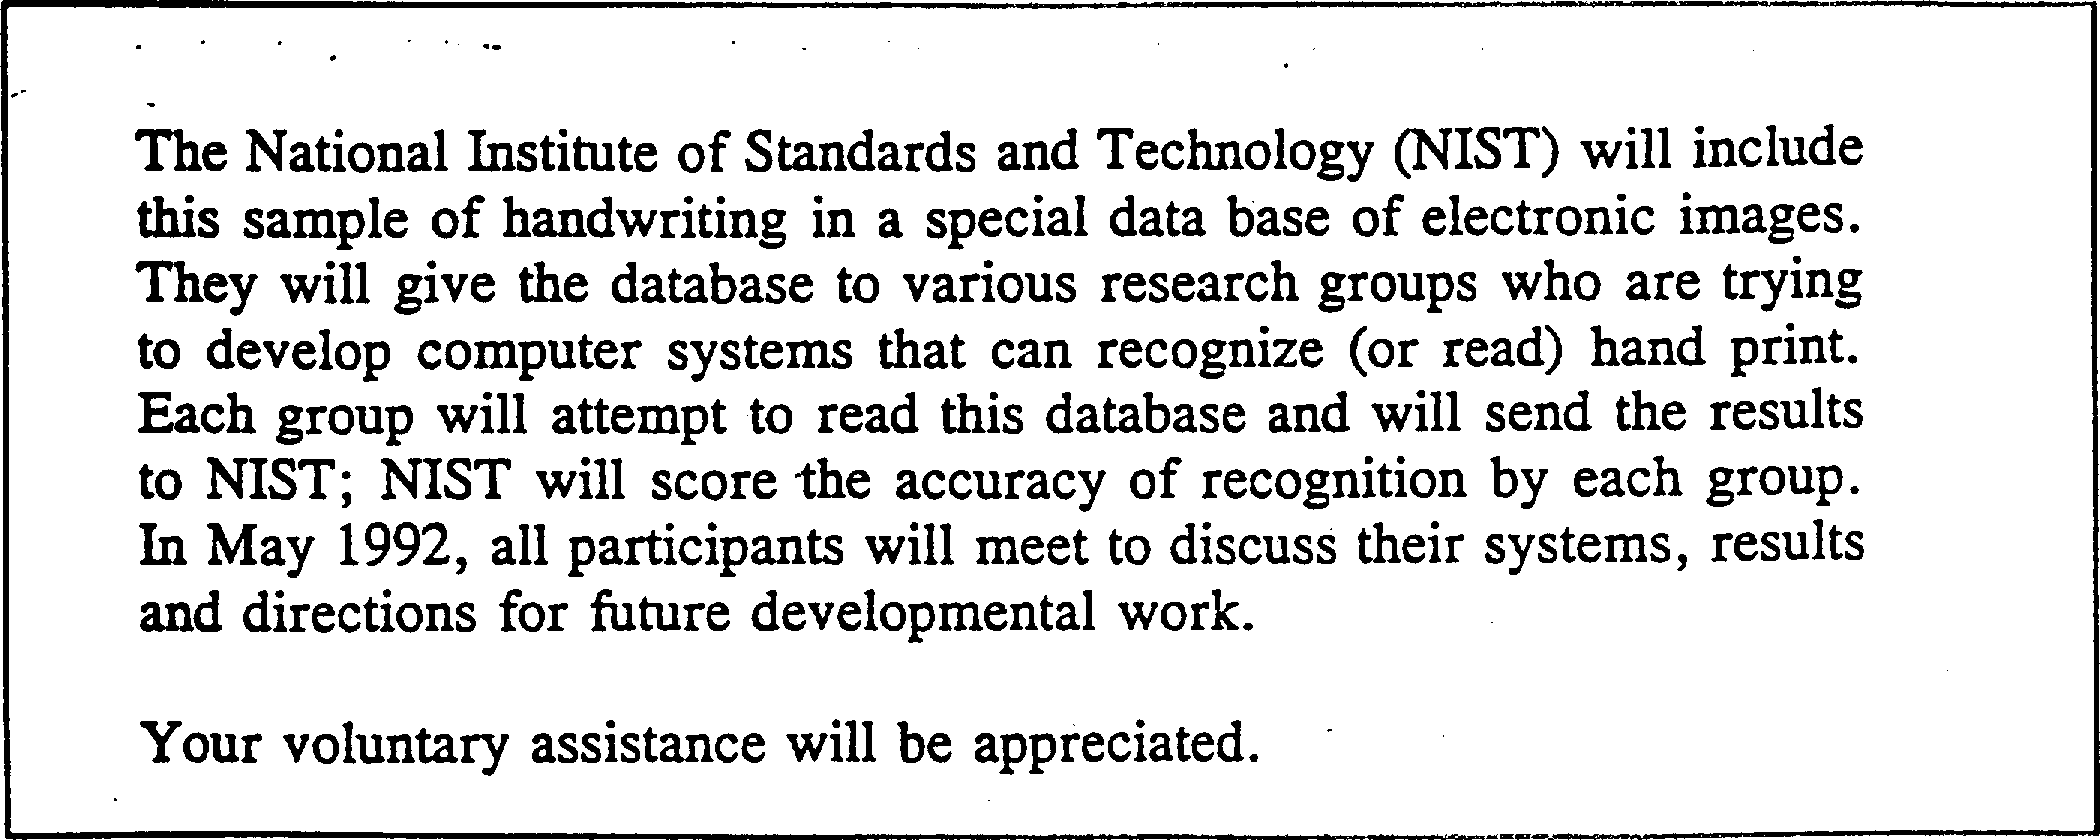 The National Institute of Standards and Technology (NIST) will include
this sample of handwriting in a special data base of electronic images.
They will give the database to various research groups who are trying
to develop computer systems that can recognize (or read) hand print.
Each group will attempt to read this database and will send the results
to NIST; NIST will score the accuracy of recognition by each group.
In May 1992, all participants will meet to discuss their systems, results
and directions for future developmental work.
Your voluntary assistance will be appreciated.